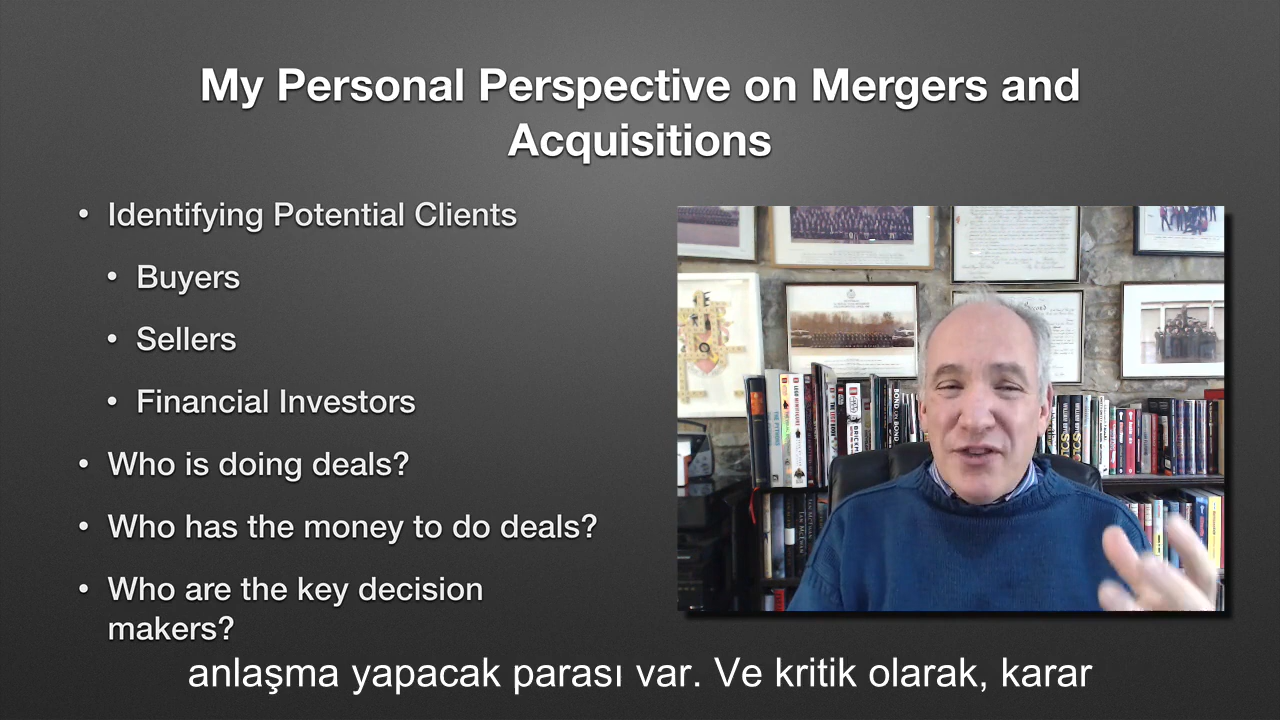 My Personal Perspective on Mergers and
Acquisitions
• Identifying Potential Clients
• Buyers
• Sellers
• Financial Investors
• Who is doing deals?
• Who has the money to do deals?
• Who are the key decision
makers?
anlaşma yapacak parası var. Ve kritik olarak, karar